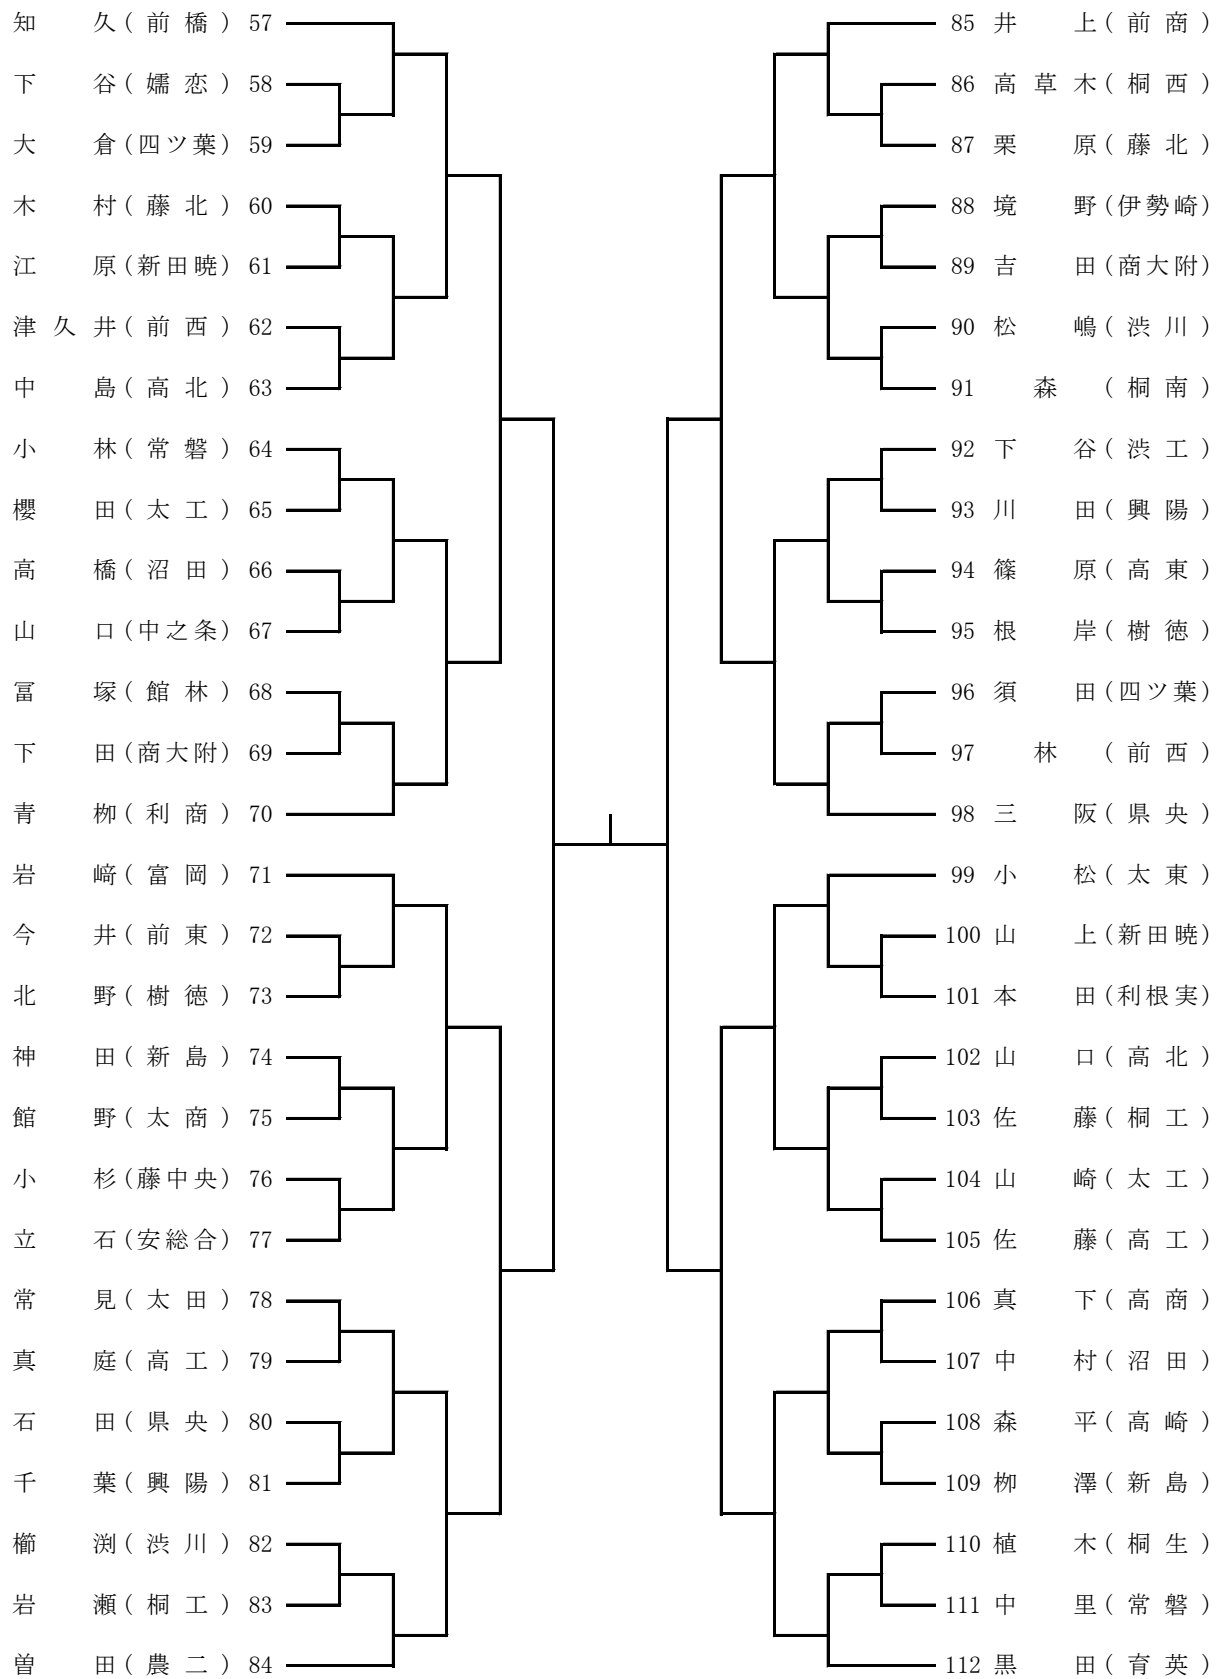 知久(前橋) 57
下谷(嬬恋) 58
大倉(四ツ葉) 59
木村(藤北) 60
江原(新田暁) 61
津久井(前西) 62
中島(高北) 63
小林(常磐) 64
櫻田(太工) 65
高橋(沼田) 66
山口(中之条) 67
冨塚(館林) 68
下田(商大附) 69
青栁(利商) 70
岩﨑(富岡) 71
今井(前東) 72
北野(樹徳) 73
神田(新島) 74
館野(太商) 75
小杉(藤中央) 76
立石(安総合) 77
常見(太田) 78
真庭(高工) 79
石田(県央) 80
千葉(興陽) 81
櫛渕(渋川) 82
岩瀬(桐工) 83
曽田(農二) 84
85 井上(前商)
86 高草木(桐西)
87 栗原(藤北)
88 境野(伊勢崎)
89 吉田(商大附)
90 松嶋(渋川)
91 森(桐南)
92 下谷(渋工)
93 川田(興陽)
94 篠原(高東)
95 根岸(樹徳)
96 須田(四ツ葉)
97 林(前西)
98 三阪(県央)
99 小松(太東)
100 山上(新田暁)
101 本田(利根実)
102 山口(高北)
103 佐藤(桐工)
104 山崎(太工)
105 佐藤(高工)
106 真下(高商)
107 中村(沼田)
108 森平(高崎)
109 栁澤(新島)
110 植木(桐生)
111 中里(常磐)
112 黒田(育英)